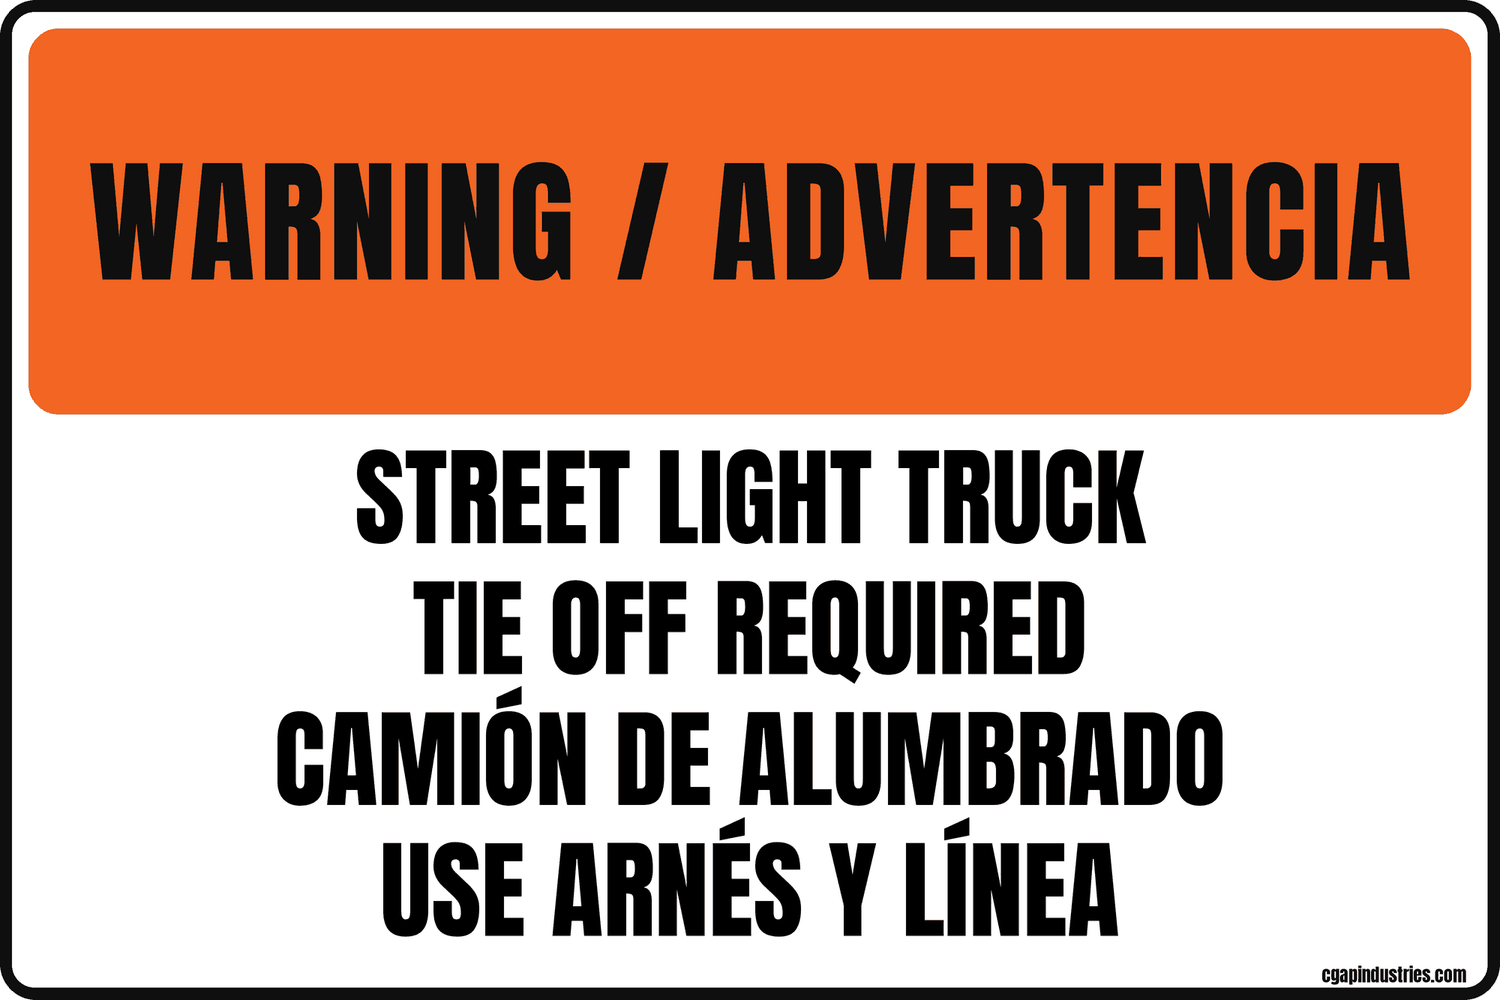 WARNING / ADVERTENCIA
STREET LIGHT TRUCK
TIE OFF REQUIRED
CAMIÓN DE ALUMBRADO
USE ARNÉS Y LÍNEA
cgapindustries.com